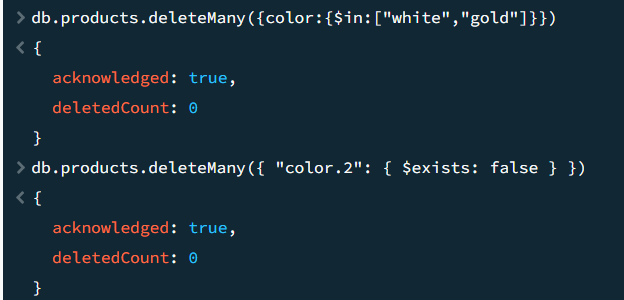 > db.products.deleteMany({color:{$in:["white","gold"]}})
< {
acknowledged: true,
deletedCount: 0
}
> db.products.deleteMany({ "color.2": { $exists: false } })
< {
acknowledged: true,
deletedCount: 0
}